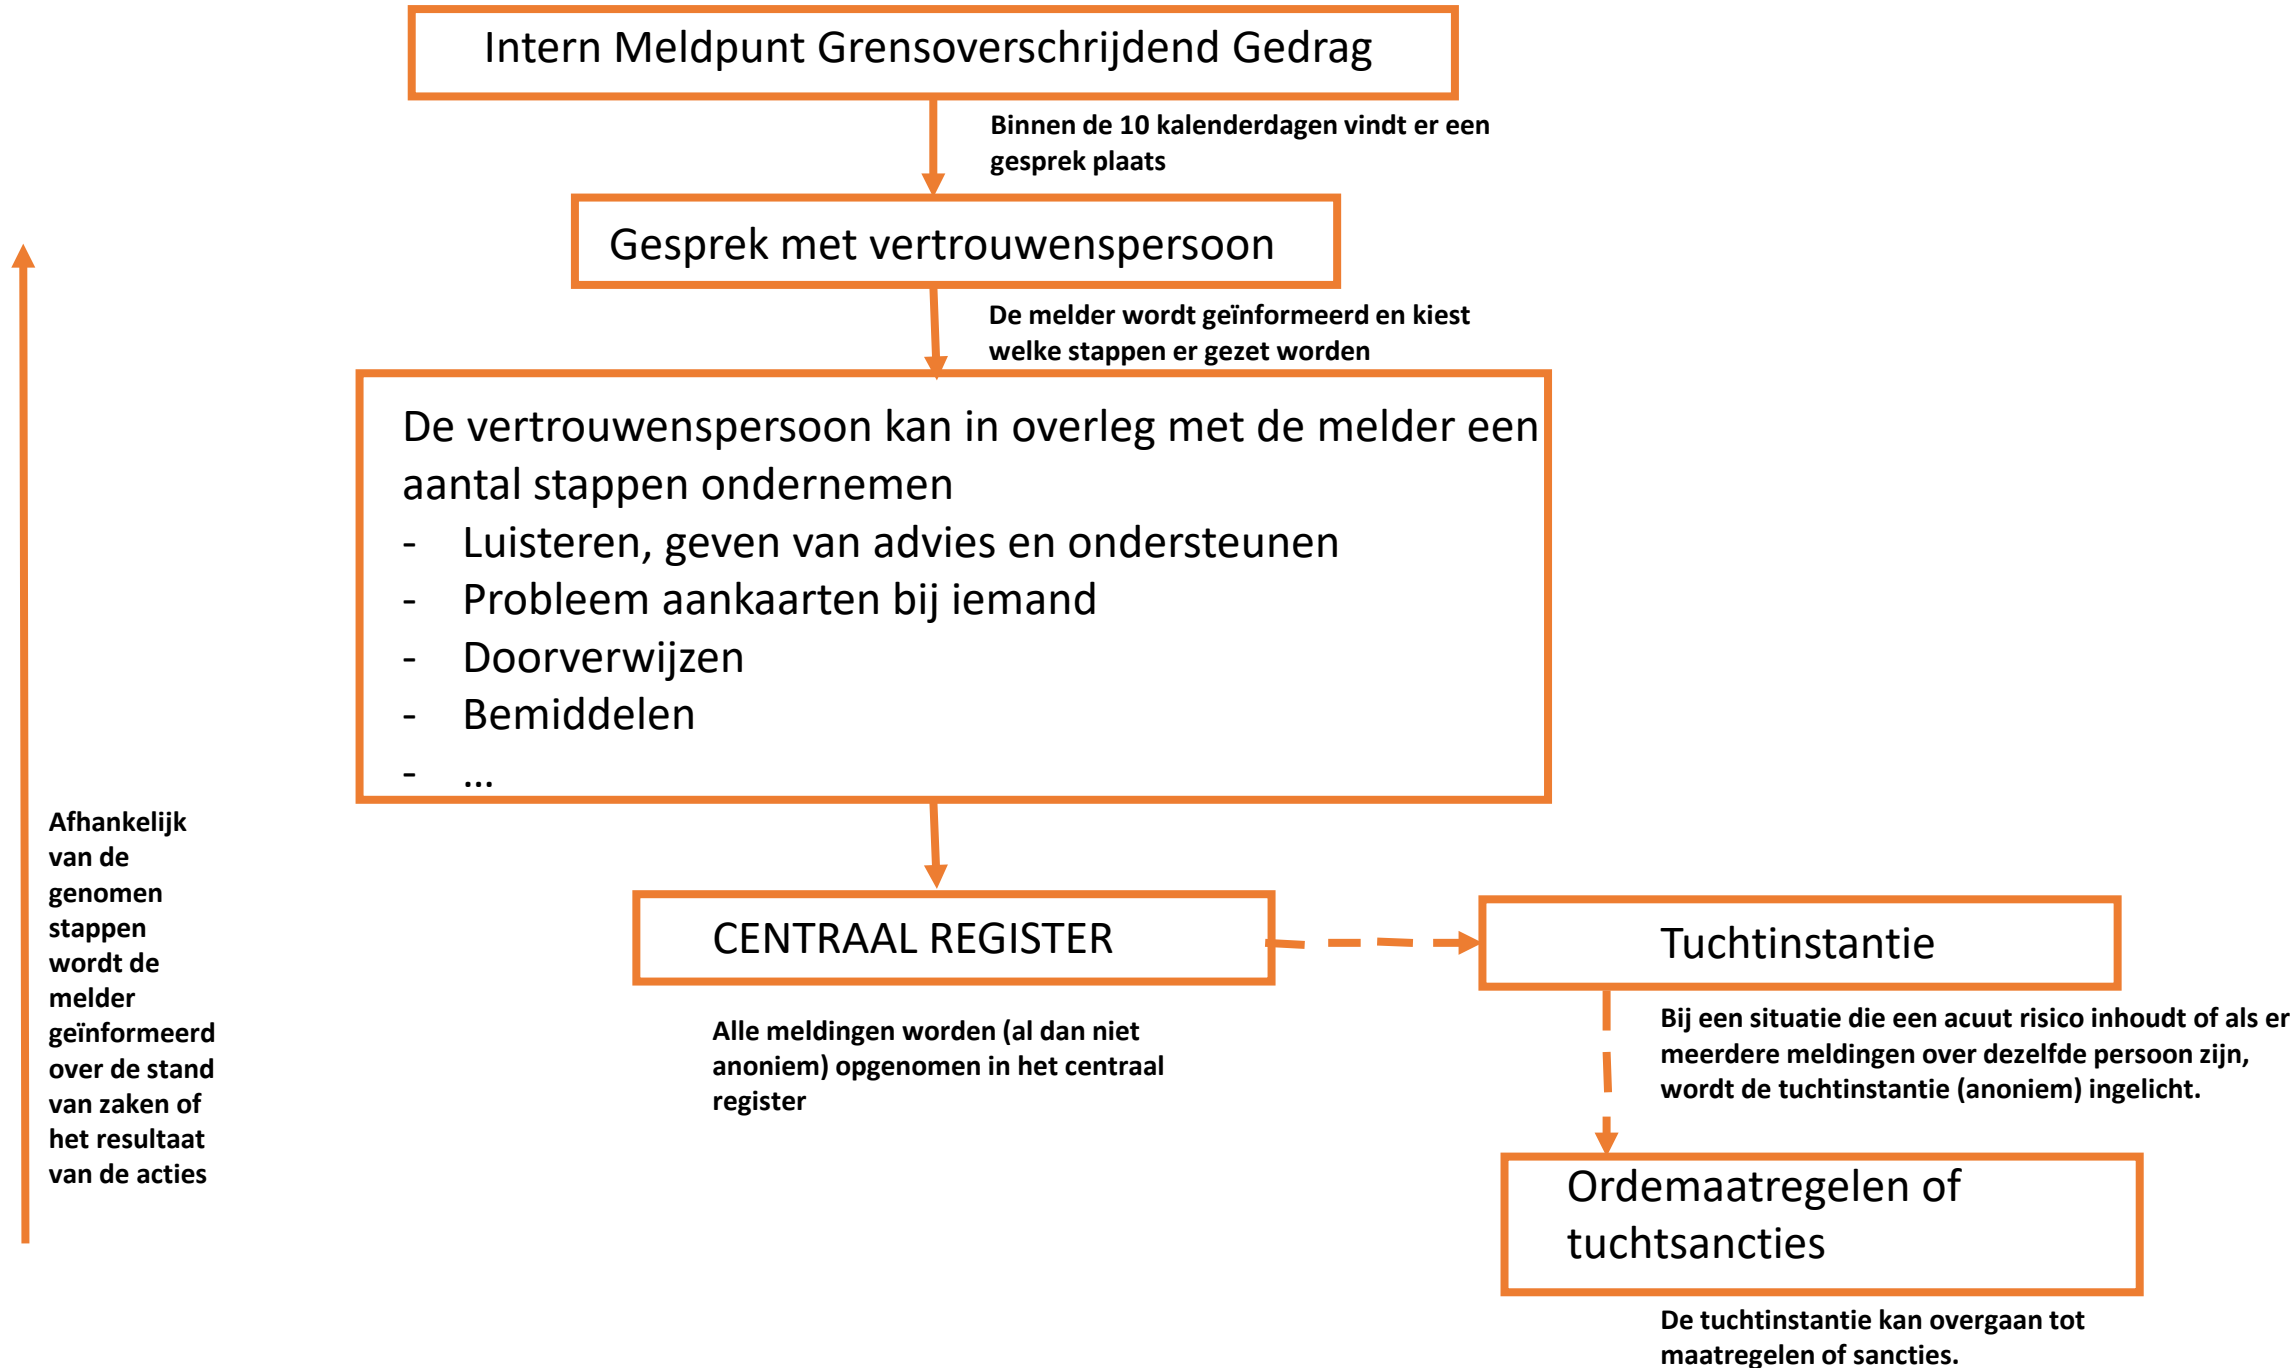 Intern Meldpunt Grensoverschrijdend Gedrag
Binnen de 10 kalenderdagen vindt er een
gesprek plaats
Gesprek met vertrouwenspersoon
De melder wordt geïnformeerd en kiest
welke stappen er gezet worden
De vertrouwenspersoon kan in overleg met de melder een
aantal stappen ondernemen
- Luisteren, geven van advies en ondersteunen
- Probleem aankaarten bij iemand
- Doorverwijzen
- Bemiddelen
- ...
Afhankelijk
van de
genomen
stappen
wordt de
melder
geïnformeerd
over de stand
van zaken of
het resultaat
van de acties
CENTRAAL REGISTER
Alle meldingen worden (al dan niet
anoniem) opgenomen in het centraal
register
Tuchtinstantie
Bij een situatie die een acuut risico inhoudt of als er
meerdere meldingen over dezelfde persoon zijn,
wordt de tuchtinstantie (anoniem) ingelicht.
Ordemaatregelen of
tuchtsancties
De tuchtinstantie kan overgaan tot
maatregelen of sancties.